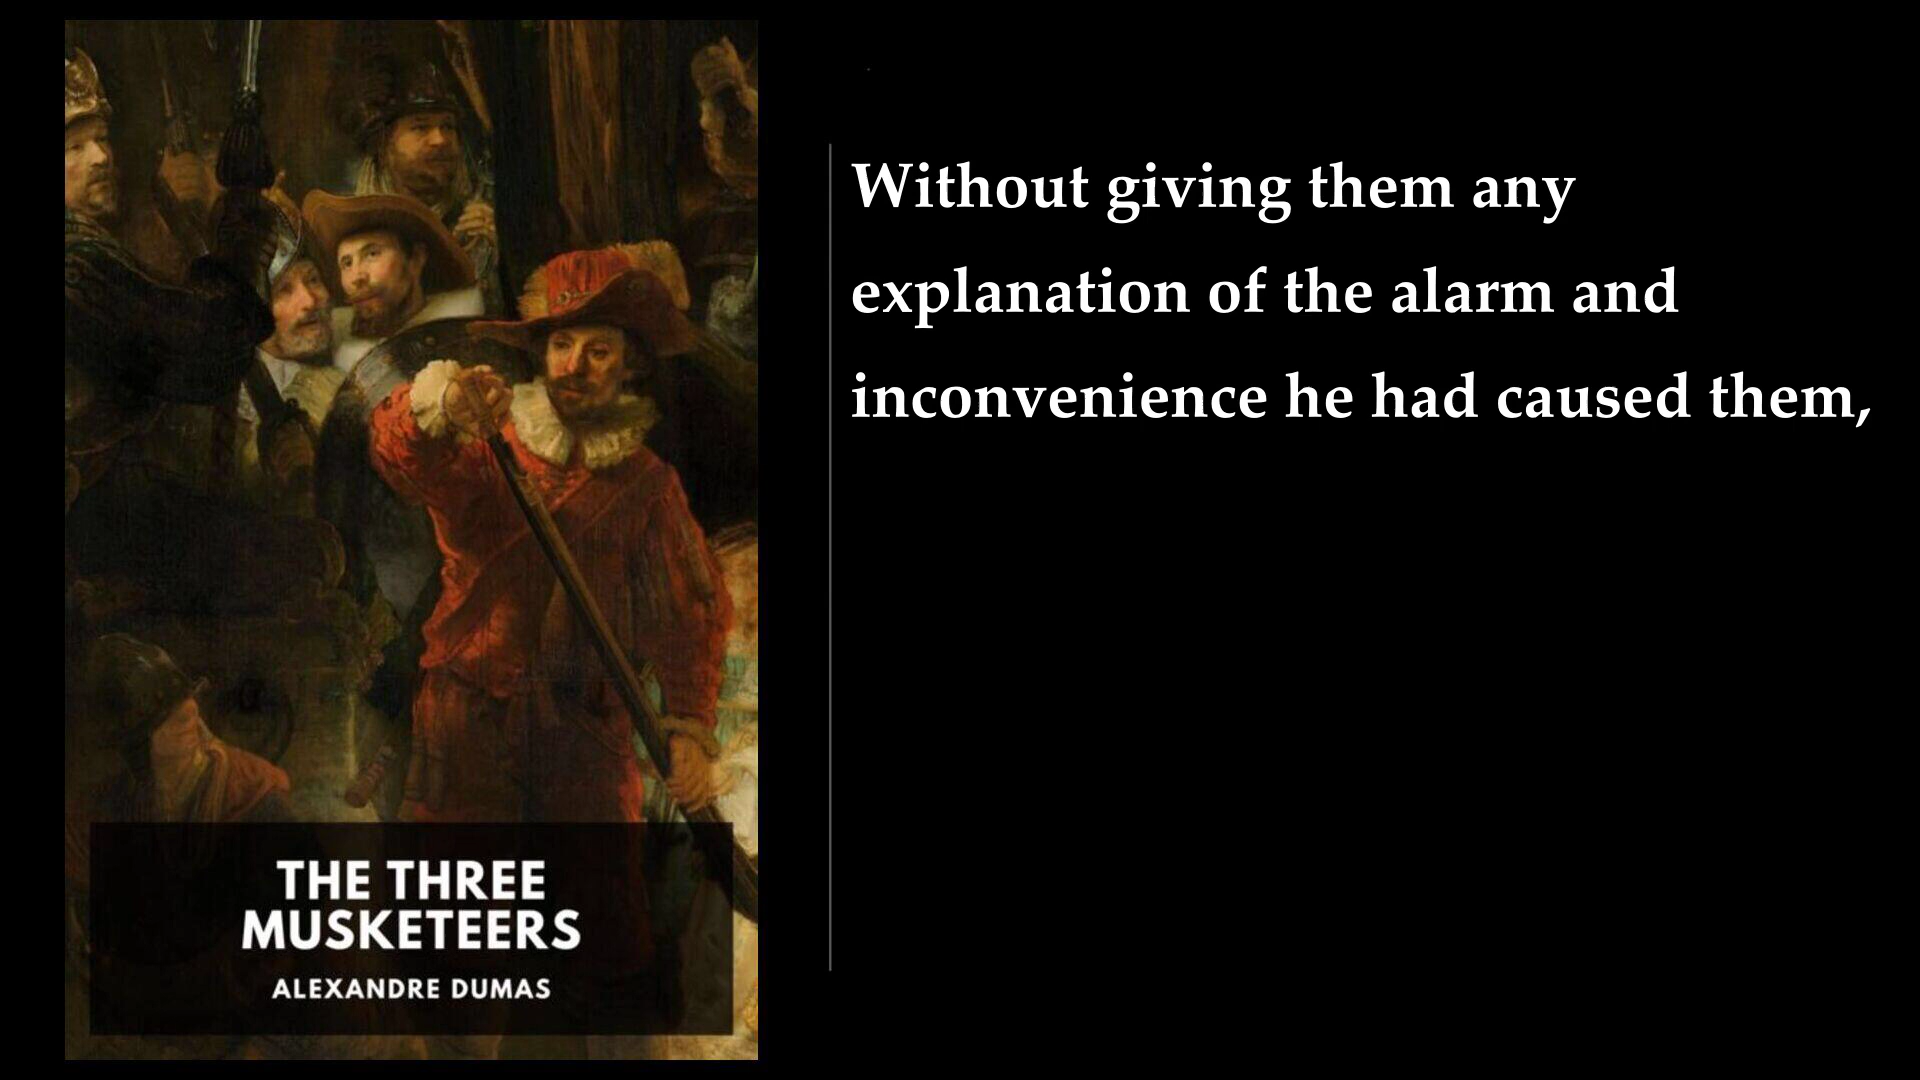 THE THREE
MUSKETEERS
ALEXANDRE DUMAS
Without giving them any
explanation of the alarm and
inconvenience he had caused them,